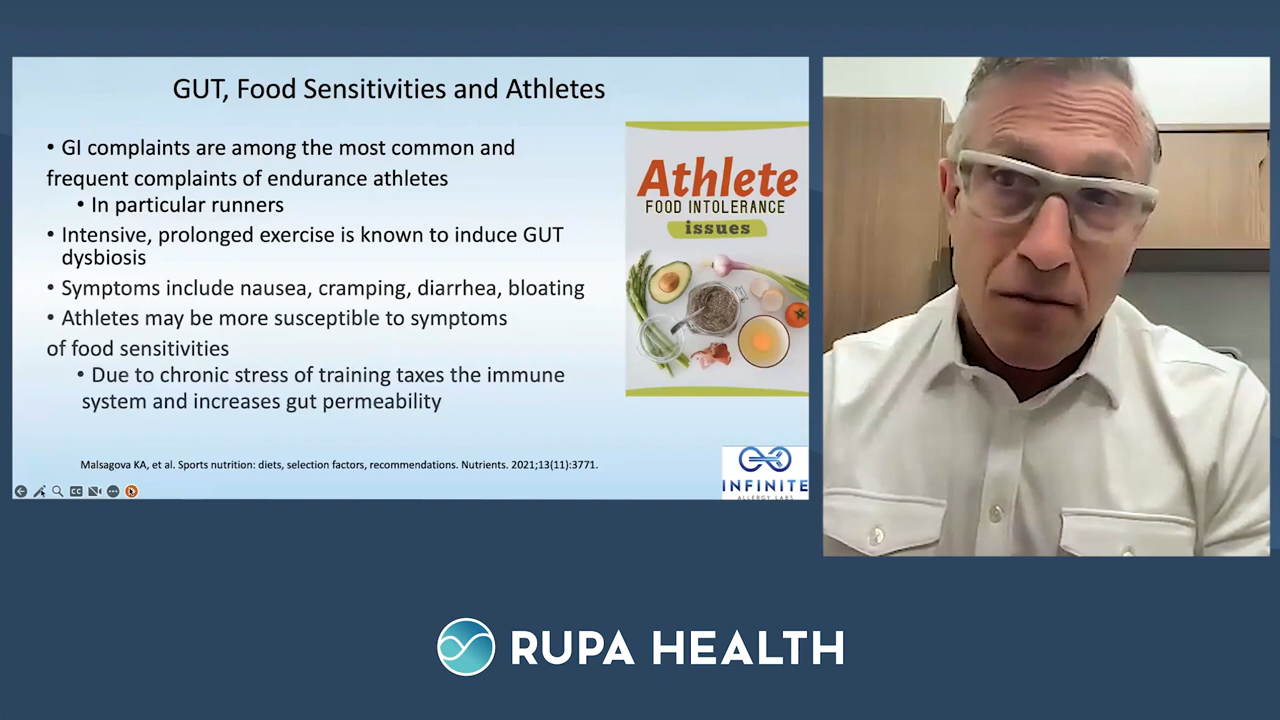 GUT, Food Sensitivities and Athletes
• GI complaints are among the most common and
frequent complaints of endurance athletes
• In particular runners
• Intensive, prolonged exercise is known to induce GUT
dysbiosis
• Symptoms include nausea, cramping, diarrhea, bloating
• Athletes may be more susceptible to symptoms
of food sensitivities
• Due to chronic stress of training taxes the immune
system and increases gut permeability
Malsagova KA, et al. Sports nutrition: diets, selection factors, recommendations. Nutrients. 2021;13(11):3771.
Athlete
FOOD INTOLERANCE
issues
INFINITE
ALLERGY LABS
CC
RUPA HEALTH